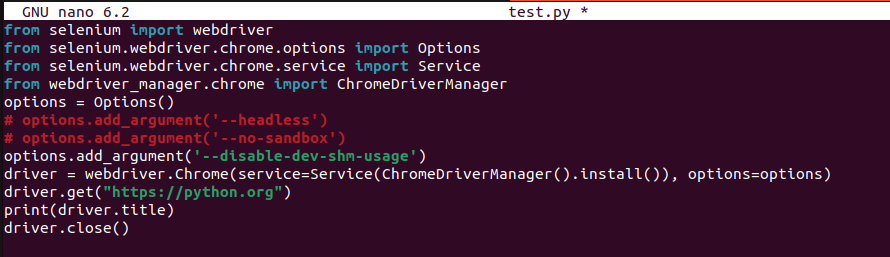 GNU nano 6.2 test.py *
from selenium import webdriver
from selenium.webdriver.chrome.options import Options
from selenium.webdriver.chrome.service import Service
from webdriver_manager.chrome import ChromeDriverManager
options = Options()
# options.add_argument('--headless')
# options.add_argument('--no-sandbox')
options.add_argument('--disable-dev-shm-usage')
driver = webdriver.Chrome(service=Service(ChromeDriverManager().install()), options=options)
driver.get("https://python.org")
print(driver.title)
driver.close()